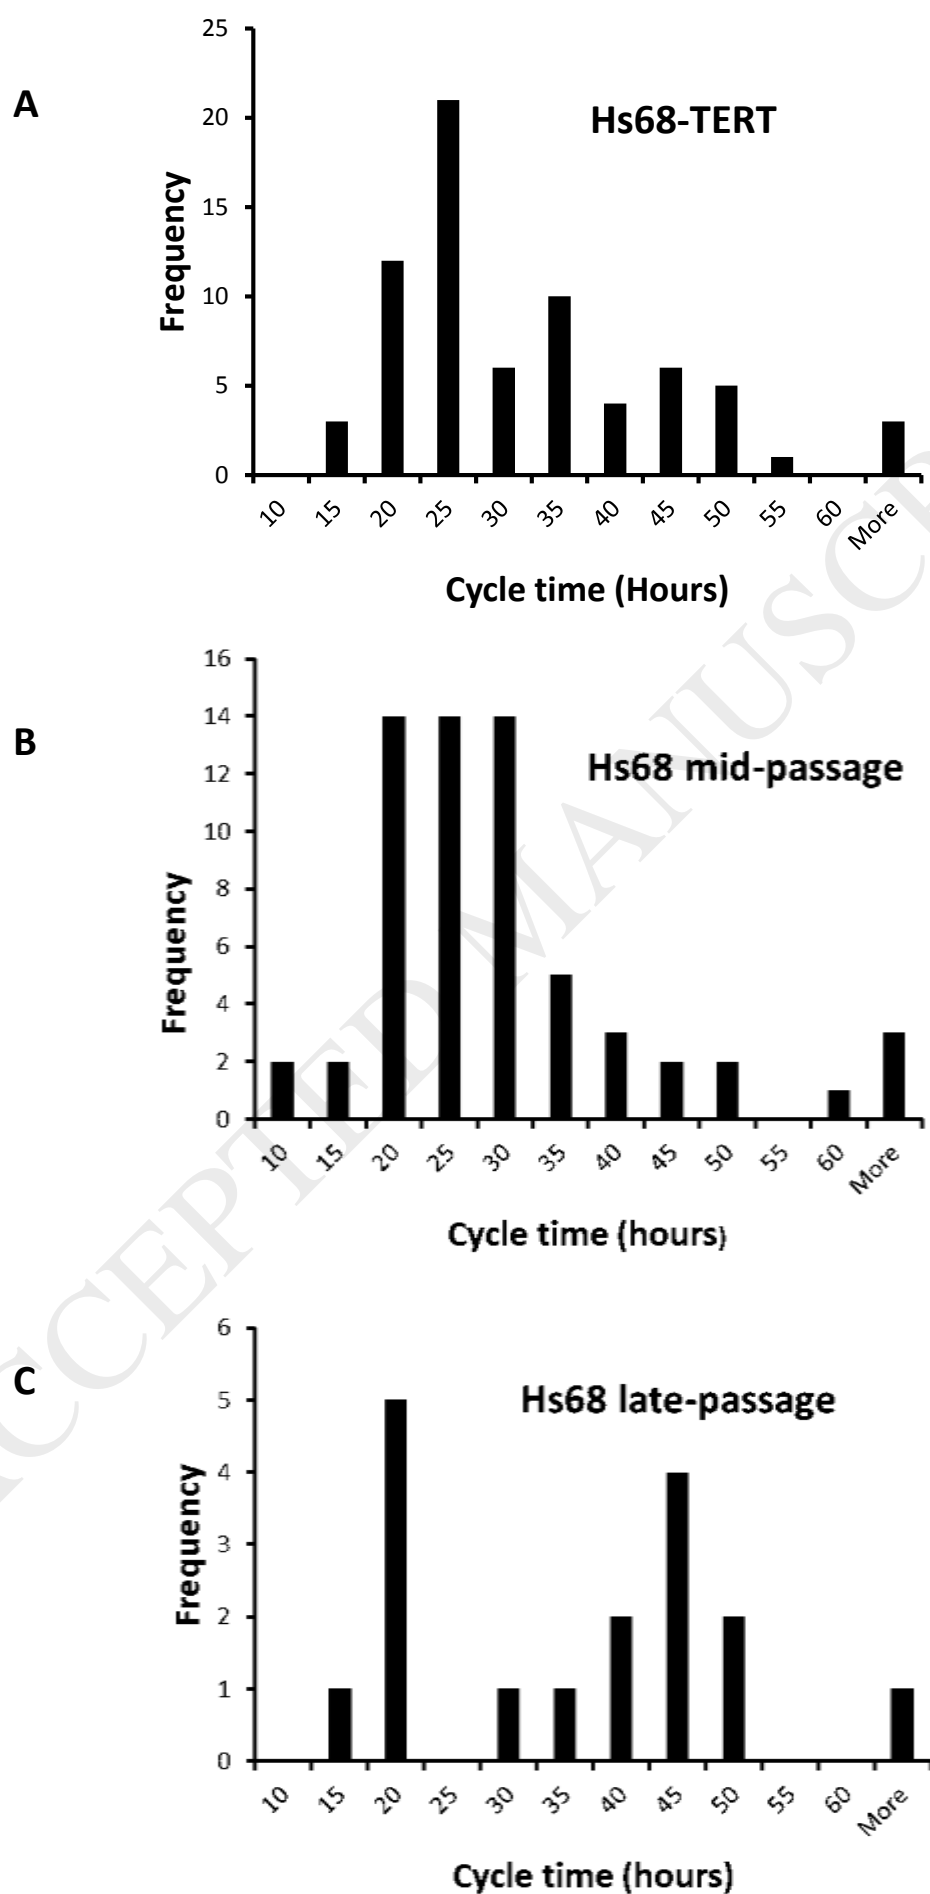 A
Hs68-TERT
Frequency
25
20
15
10
5
0
10 15 20 25 30 35 40 45 50 55 60 More
Cycle time (Hours)
B
Hs68 mid-passage
Frequency
16
14
12
10
8
6
4
2
0
10 15 20 25 30 35 40 45 50 55 60 More
Cycle time (hours)
C
Hs68 late-passage
Frequency
6
5
4
3
2
1
0
10 15 20 25 30 35 40 45 50 55 60 More
Cycle time (hours)
CCEPTED MANUSCR